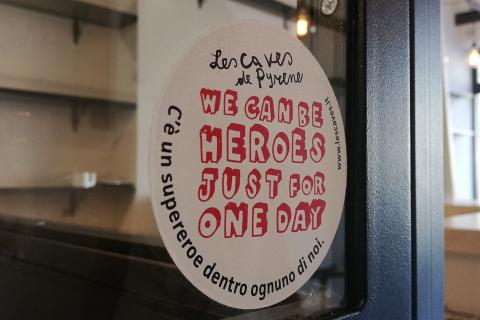 Les caves
de Pyrene
WE CAN BE
HEROES
JUST FOR
ONE DAY
C'è un supereroe dentro ognuno di noi.
www.lescaves.it